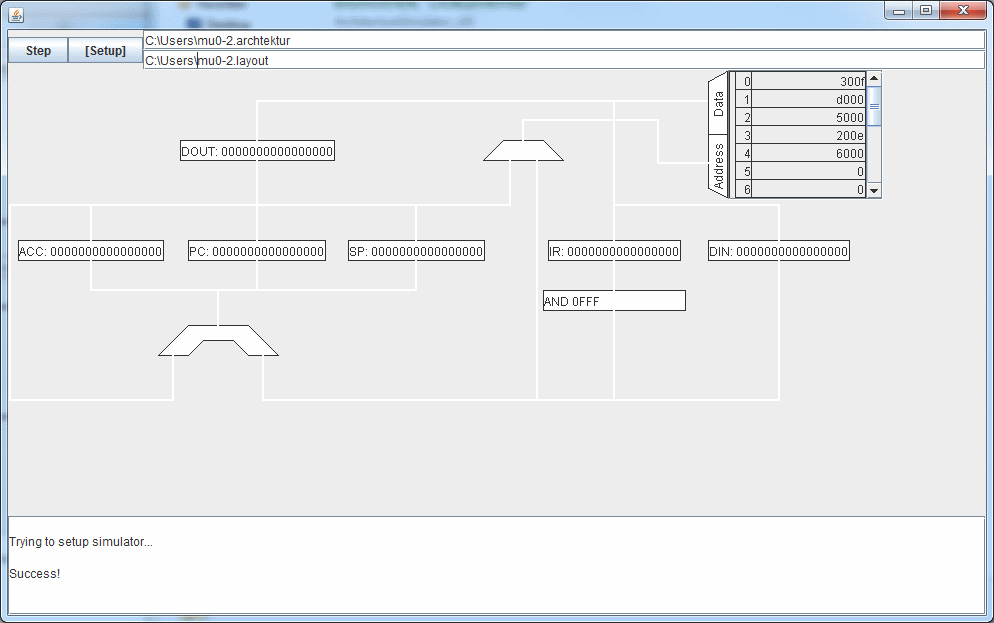 Step
[Setup]
C:\Users\mu0-2.archtektur
C:\Users\mu0-2.layout
Data
Address
0 300f
1 d000
2 5000
3 200e
4 6000
5 0
6 0
DOUT: 0000000000000000
ACC: 0000000000000000
PC: 0000000000000000
SP: 0000000000000000
IR: 0000000000000000
DIN: 0000000000000000
AND 0FFF
Trying to setup simulator...
Success!